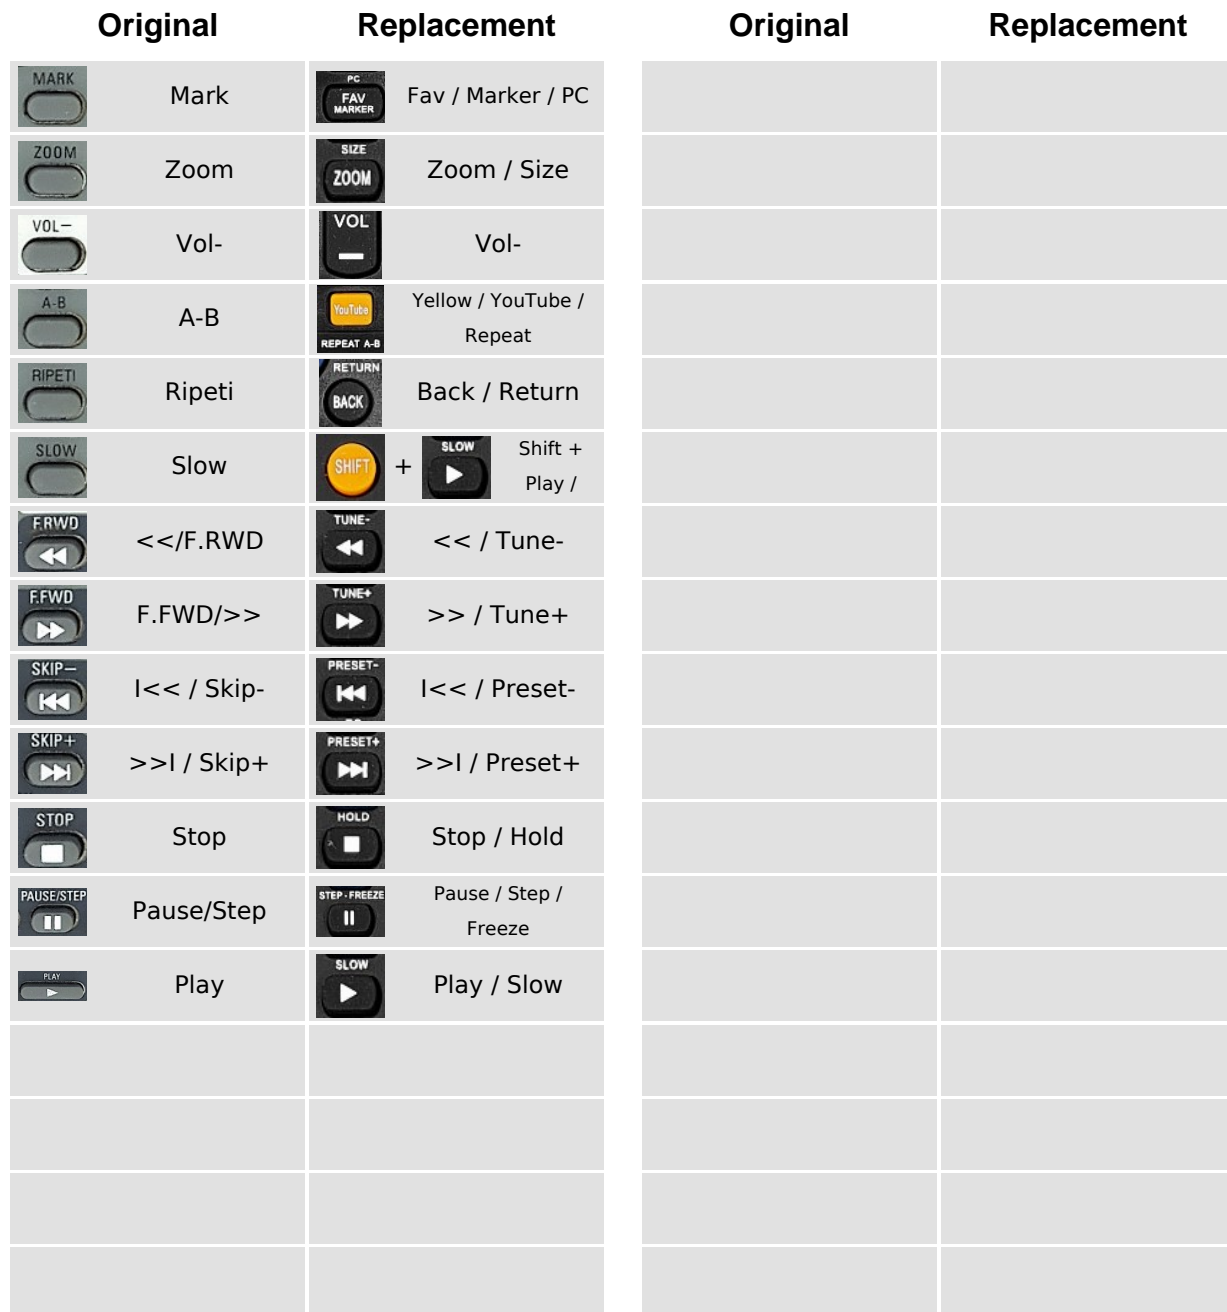 Original Replacement Original Replacement
MARK Mark PC FAV MARKER Fav / Marker / PC
ZOOM Zoom SIZE ZOOM Zoom / Size
VOL- Vol- VOL Vol-
A-B A-B YouTube REPEAT A-B Yellow / YouTube /
Repeat
RIPETI Ripeti RETURN BACK Back / Return
SLOW Slow SHIFT + SLOW Shift +
Play /
F.RWD <</F.RWD TUNE- << / Tune-
F.FWD F.FWD/>> TUNE+ >> / Tune+
SKIP- I<< / Skip- PRESET- I<< / Preset-
SKIP+ >>I / Skip+ PRESET+ >>I / Preset+
STOP Stop HOLD Stop / Hold
PAUSE/STEP Pause/Step STEP-FREEZE Pause / Step /
Freeze
PLAY Play SLOW Play / Slow